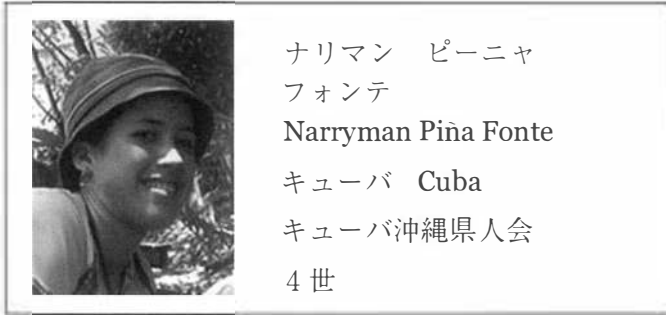 ナリマン　ピーニャ
フォンテ
Narryman Piña Fonte
キューバ　Cuba
キューバ沖縄県人会
４世